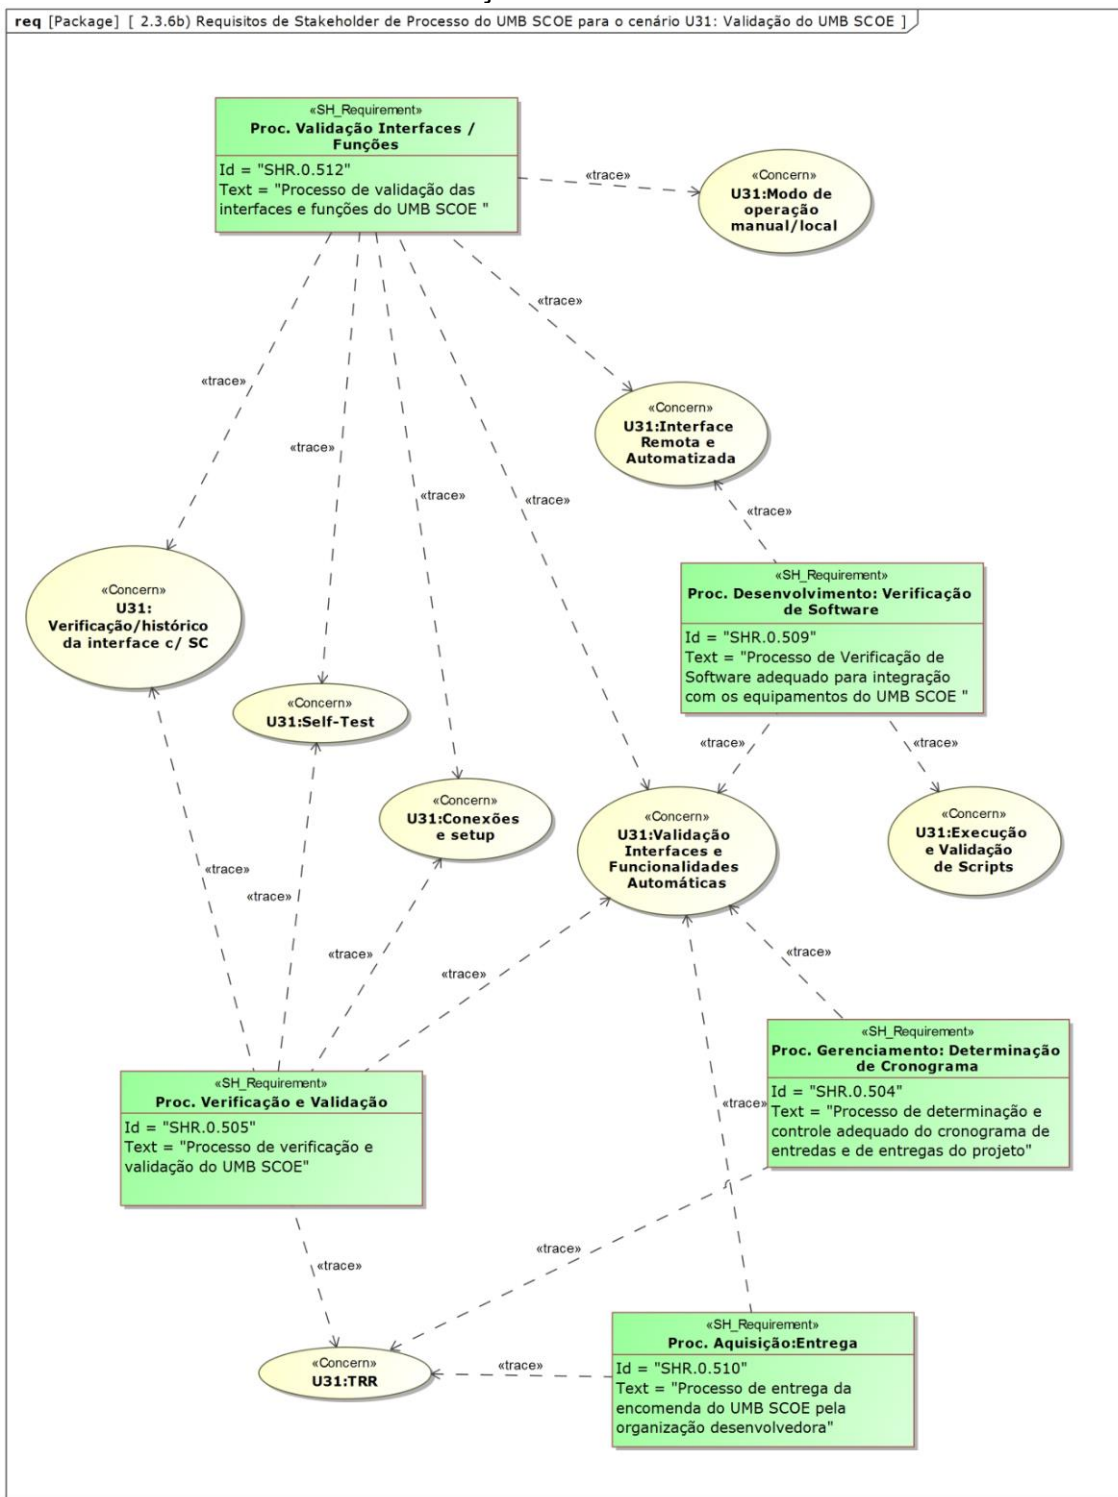 req [Package] [ 2.3.6b) Requisitos de Stakeholder de Processo do UMB SCOE para o cenário U31: Validação do UMB SCOE ]
«SH_Requirement»
Proc. Validação Interfaces /
Funções
Id = "SHR.0.512"
Text = "Processo de validação das
interfaces e funções do UMB SCOE "
«trace»
«Concern»
U31:Modo de
operação
manual/local
«trace»
«trace»
«trace»
«trace»
«trace»
«Concern»
U31:Interface
Remota e
Automatizada
«trace»
«SH_Requirement»
Proc. Desenvolvimento: Verificação
de Software
Id = "SHR.0.509"
Text = "Processo de Verificação de
Software adequado para integração
com os equipamentos do UMB SCOE "
«Concern»
U31:
Verificação/histórico
da interface c/ SC
«Concern»
U31:Self-Test
«trace»
«trace»
«Concern»
U31:Conexões
e setup
«Concern»
U31:Validação
Interfaces e
Funcionalidades
Automáticas
«Concern»
U31:Execução
e Validação
de Scripts
«trace»
«trace»
«trace»
«trace»
«trace»
«SH_Requirement»
Proc. Gerenciamento: Determinação
de Cronograma
Id = "SHR.0.504"
Text = "Processo de determinação e
controle adequado do cronograma de
entredas e de entregas do projeto"
«trace»
«SH_Requirement»
Proc. Verificação e Validação
Id = "SHR.0.505"
Text = "Processo de verificação e
validação do UMB SCOE"
«trace»
«trace»
«SH_Requirement»
Proc. Aquisição:Entrega
Id = "SHR.0.510"
Text = "Processo de entrega da
encomenda do UMB SCOE pela
organização desenvolvedora"
«trace»
«Concern»
U31:TRR